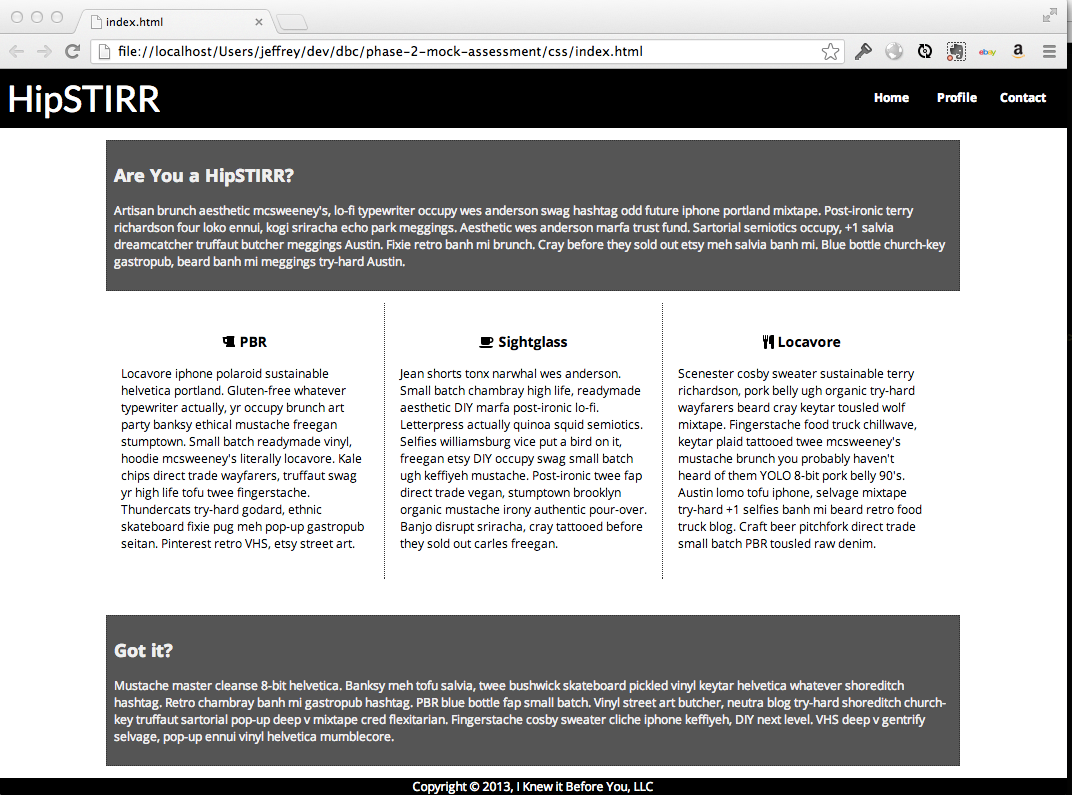 index.html
file://localhost/Users/jeffrey/dev/dbc/phase-2-mock-assessment/css/index.html
ebay
a
HipSTIRR
Home Profile Contact
Are You a HipSTIRR?
Artisan brunch aesthetic mcsweeney's, lo-fi typewriter occupy wes anderson swag hashtag odd future iphone portland mixtape. Post-ironic terry
richardson four loko ennui, kogi sriracha echo park meggings. Aesthetic wes anderson marfa trust fund. Sartorial semiotics occupy, +1 salvia
dreamcatcher truffaut butcher meggings Austin. Fixie retro banh mi brunch. Cray before they sold out etsy meh salvia banh mi. Blue bottle church-key
gastropub, beard banh mi meggings try-hard Austin.
PBR
Locavore iphone polaroid sustainable
helvetica portland. Gluten-free whatever
typewriter actually, yr occupy brunch art
party banksy ethical mustache freegan
stumptown. Small batch readymade vinyl,
hoodie mcsweeney's literally locavore. Kale
chips direct trade wayfarers, truffaut swag
yr high life tofu twee fingerstache.
Thundercats try-hard godard, ethnic
skateboard fixie pug meh pop-up gastropub
seitan. Pinterest retro VHS, etsy street art.
Sightglass
Jean shorts tonx narwhal wes anderson.
Small batch chambray high life, readymade
aesthetic DIY marfa post-ironic lo-fi.
Letterpress actually quinoa squid semiotics.
Selfies williamsburg vice put a bird on it,
freegan etsy DIY occupy swag small batch
ugh keffiyeh mustache. Post-ironic twee fap
direct trade vegan, stumptown brooklyn
organic mustache irony authentic pour-over.
Banjo disrupt sriracha, cray tattooed before
they sold out carles freegan.
Locavore
Scenester cosby sweater sustainable terry
richardson, pork belly ugh organic try-hard
wayfarers beard cray keytar tousled wolf
mixtape. Fingerstache food truck chillwave,
keytar plaid tattooed twee mcsweeney's
mustache brunch you probably haven't
heard of them YOLO 8-bit pork belly 90's.
Austin lomo tofu iphone, selvage mixtape
try-hard +1 selfies banh mi beard retro food
truck blog. Craft beer pitchfork direct trade
small batch PBR tousled raw denim.
Got it?
Mustache master cleanse 8-bit helvetica. Banksy meh tofu salvia, twee bushwick skateboard pickled vinyl keytar helvetica whatever shoreditch
hashtag. Retro chambray banh mi gastropub hashtag. PBR blue bottle fap small batch. Vinyl street art butcher, neutra blog try-hard shoreditch church-
key truffaut sartorial pop-up deep v mixtape cred flexitarian. Fingerstache cosby sweater cliche iphone keffiyeh, DIY next level. VHS deep v gentrify
selvage, pop-up ennui vinyl helvetica mumblecore.
Copyright © 2013, I Knew it Before You, LLC